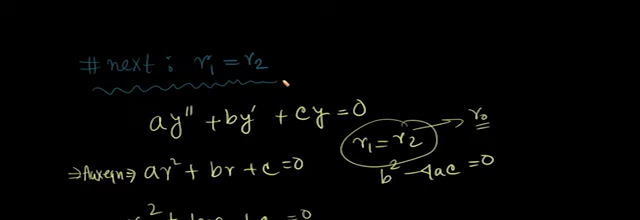 # next : r₁ = r₂
ay'' + by' + cy = 0
r₁ = r₂ → r₀
⇒ Aux eqn ⇒ ar² + br + c = 0
b² - 4ac = 0